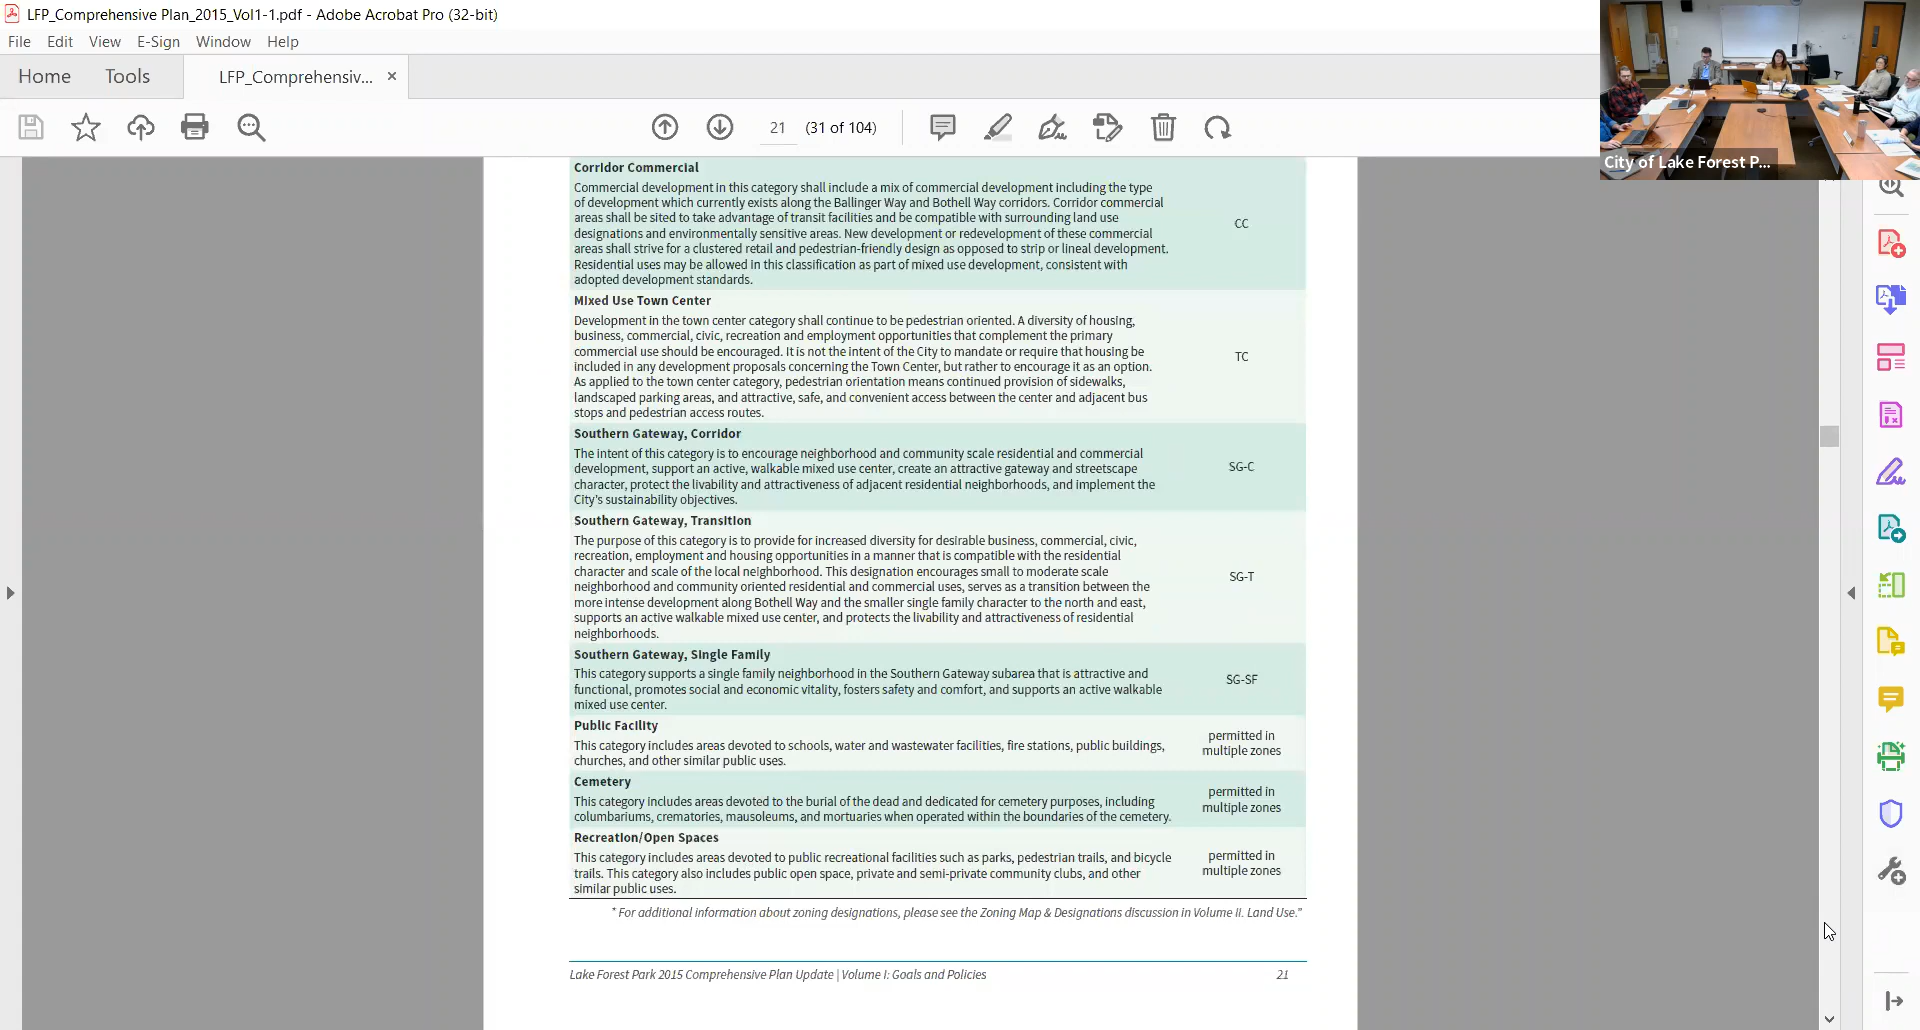 LFP_Comprehensive Plan_2015_Vol1-1.pdf - Adobe Acrobat Pro (32-bit)
File Edit View E-Sign Window Help
Home Tools LFP_Comprehensiv... ×
21 (31 of 104)
City of Lake Forest P...
Corridor Commercial
Commercial development in this category shall include a mix of commercial development including the type
of development which currently exists along the Ballinger Way and Bothell Way corridors. Corridor commercial
areas shall be sited to take advantage of transit facilities and be compatible with surrounding land use
designations and environmentally sensitive areas. New development or redevelopment of these commercial
areas shall strive for a clustered retail and pedestrian-friendly design as opposed to strip or lineal development.
Residential uses may be allowed in this classification as part of mixed use development, consistent with
adopted development standards.
CC
Mixed Use Town Center
Development in the town center category shall continue to be pedestrian oriented. A diversity of housing,
business, commercial, civic, recreation and employment opportunities that complement the primary
commercial use should be encouraged. It is not the intent of the City to mandate or require that housing be
included in any development proposals concerning the Town Center, but rather to encourage it as an option.
As applied to the town center category, pedestrian orientation means continued provision of sidewalks,
landscaped parking areas, and attractive, safe, and convenient access between the center and adjacent bus
stops and pedestrian access routes.
TC
Southern Gateway, Corridor
The intent of this category is to encourage neighborhood and community scale residential and commercial
development, support an active, walkable mixed use center, create an attractive gateway and streetscape
character, protect the livability and attractiveness of adjacent residential neighborhoods, and implement the
City's sustainability objectives.
SG-C
Southern Gateway, Transition
The purpose of this category is to provide for increased diversity for desirable business, commercial, civic,
recreation, employment and housing opportunities in a manner that is compatible with the residential
character and scale of the local neighborhood. This designation encourages small to moderate scale
neighborhood and community oriented residential and commercial uses, serves as a transition between the
more intense development along Bothell Way and the smaller single family character to the north and east,
supports an active walkable mixed use center, and protects the livability and attractiveness of residential
neighborhoods.
SG-T
Southern Gateway, Single Family
This category supports a single family neighborhood in the Southern Gateway subarea that is attractive and
functional, promotes social and economic vitality, fosters safety and comfort, and supports an active walkable
mixed use center.
SG-SF
Public Facility
This category includes areas devoted to schools, water and wastewater facilities, fire stations, public buildings,
churches, and other similar public uses.
permitted in
multiple zones
Cemetery
This category includes areas devoted to the burial of the dead and dedicated for cemetery purposes, including
columbariums, crematories, mausoleums, and mortuaries when operated within the boundaries of the cemetery.
permitted in
multiple zones
Recreation/Open Spaces
This category includes areas devoted to public recreational facilities such as parks, pedestrian trails, and bicycle
trails. This category also includes public open space, private and semi-private community clubs, and other
similar public uses.
permitted in
multiple zones
* For additional information about zoning designations, please see the Zoning Map & Designations discussion in Volume II. Land Use.”
Lake Forest Park 2015 Comprehensive Plan Update | Volume I: Goals and Policies 21